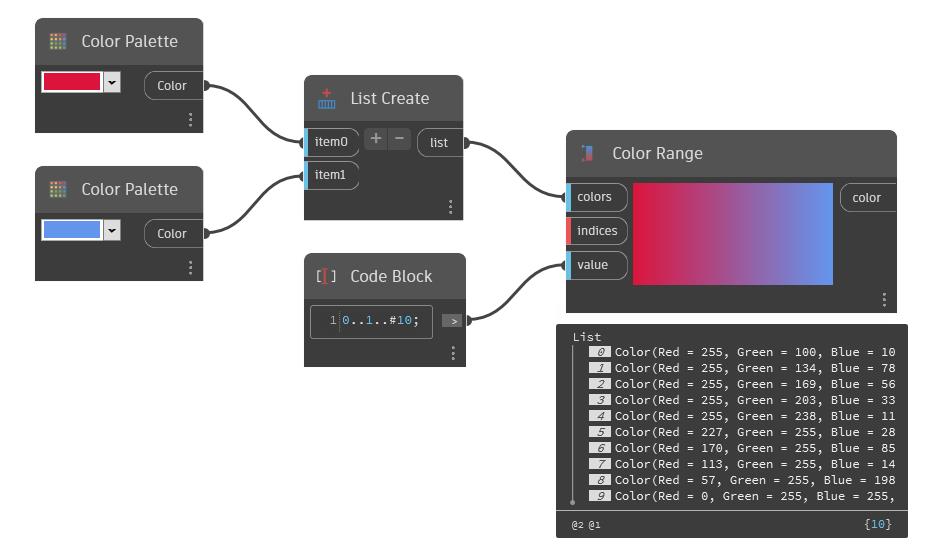 Color Palette
Color
Color Palette
Color
List Create
item0
+
−
list
item1
Code Block
1 0..1..#10;
>
Color Range
colors
color
indices
value
List
0 Color(Red = 255, Green = 100, Blue = 10
1 Color(Red = 255, Green = 134, Blue = 78
2 Color(Red = 255, Green = 169, Blue = 56
3 Color(Red = 255, Green = 203, Blue = 33
4 Color(Red = 255, Green = 238, Blue = 11
5 Color(Red = 227, Green = 255, Blue = 28
6 Color(Red = 170, Green = 255, Blue = 85
7 Color(Red = 113, Green = 255, Blue = 14
8 Color(Red = 57, Green = 255, Blue = 198
9 Color(Red = 0, Green = 255, Blue = 255,
@2 @1
{10}